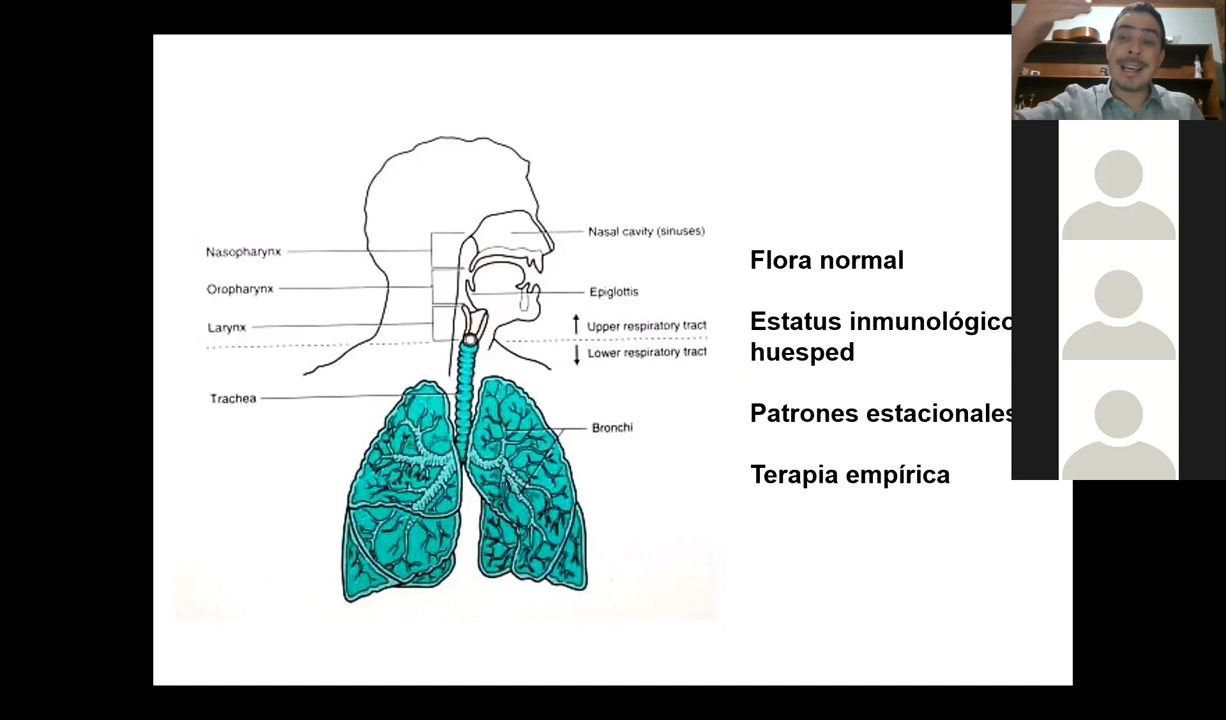 Nasopharynx
Oropharynx
Larynx
Trachea
Nasal cavity (sinuses)
Epiglottis
Upper respiratory tract
Lower respiratory tract
Bronchi
Flora normal
Estatus inmunológico
huesped
Patrones estacionales
Terapia empírica